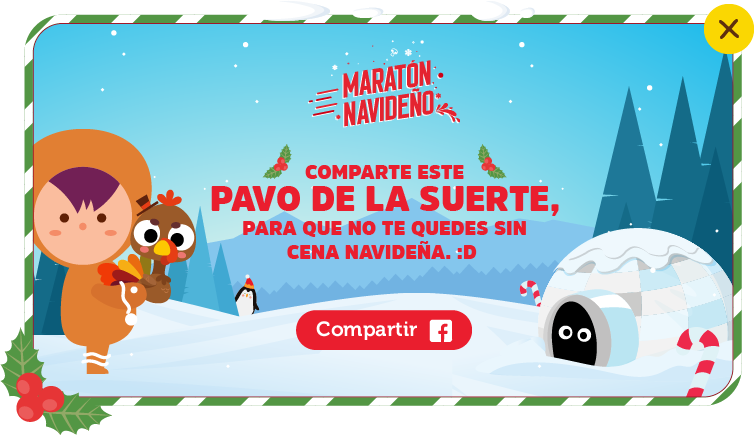 MARATÓN
NAVIDEÑO
COMPARTE ESTE
PAVO DE LA SUERTE,
PARA QUE NO TE QUEDES SIN
CENA NAVIDEÑA. :D
Compartir